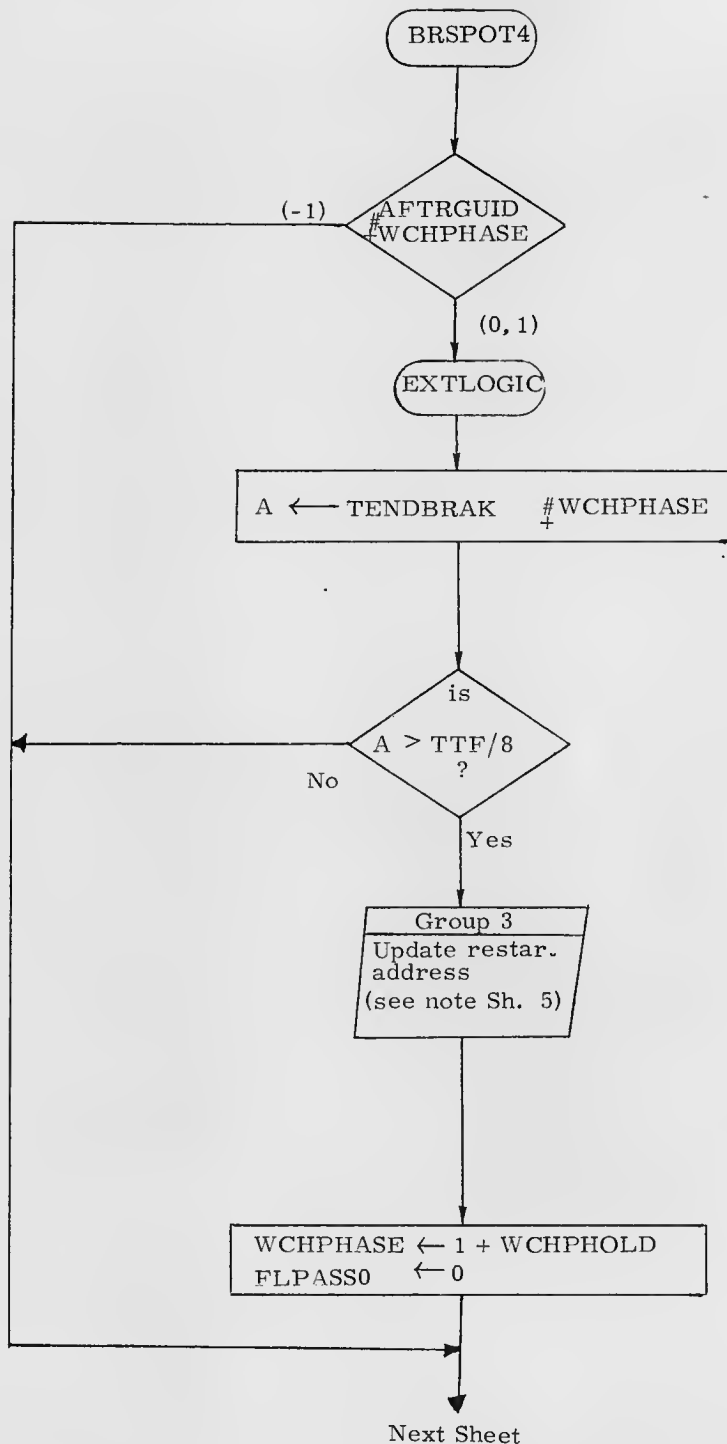 BRSPOT4
(-1)
AFTRGUID
#
+WCHPHASE
(0, 1)
EXTLOGIC
A ← TENDBRAK #
+WCHPHASE
is
A > TTF/8
?
No
Yes
Group 3
Update restar.
address
(see note Sh. 5)
WCHPHASE ← 1 + WCHPHOLD
FLPASS0 ← 0
Next Sheet